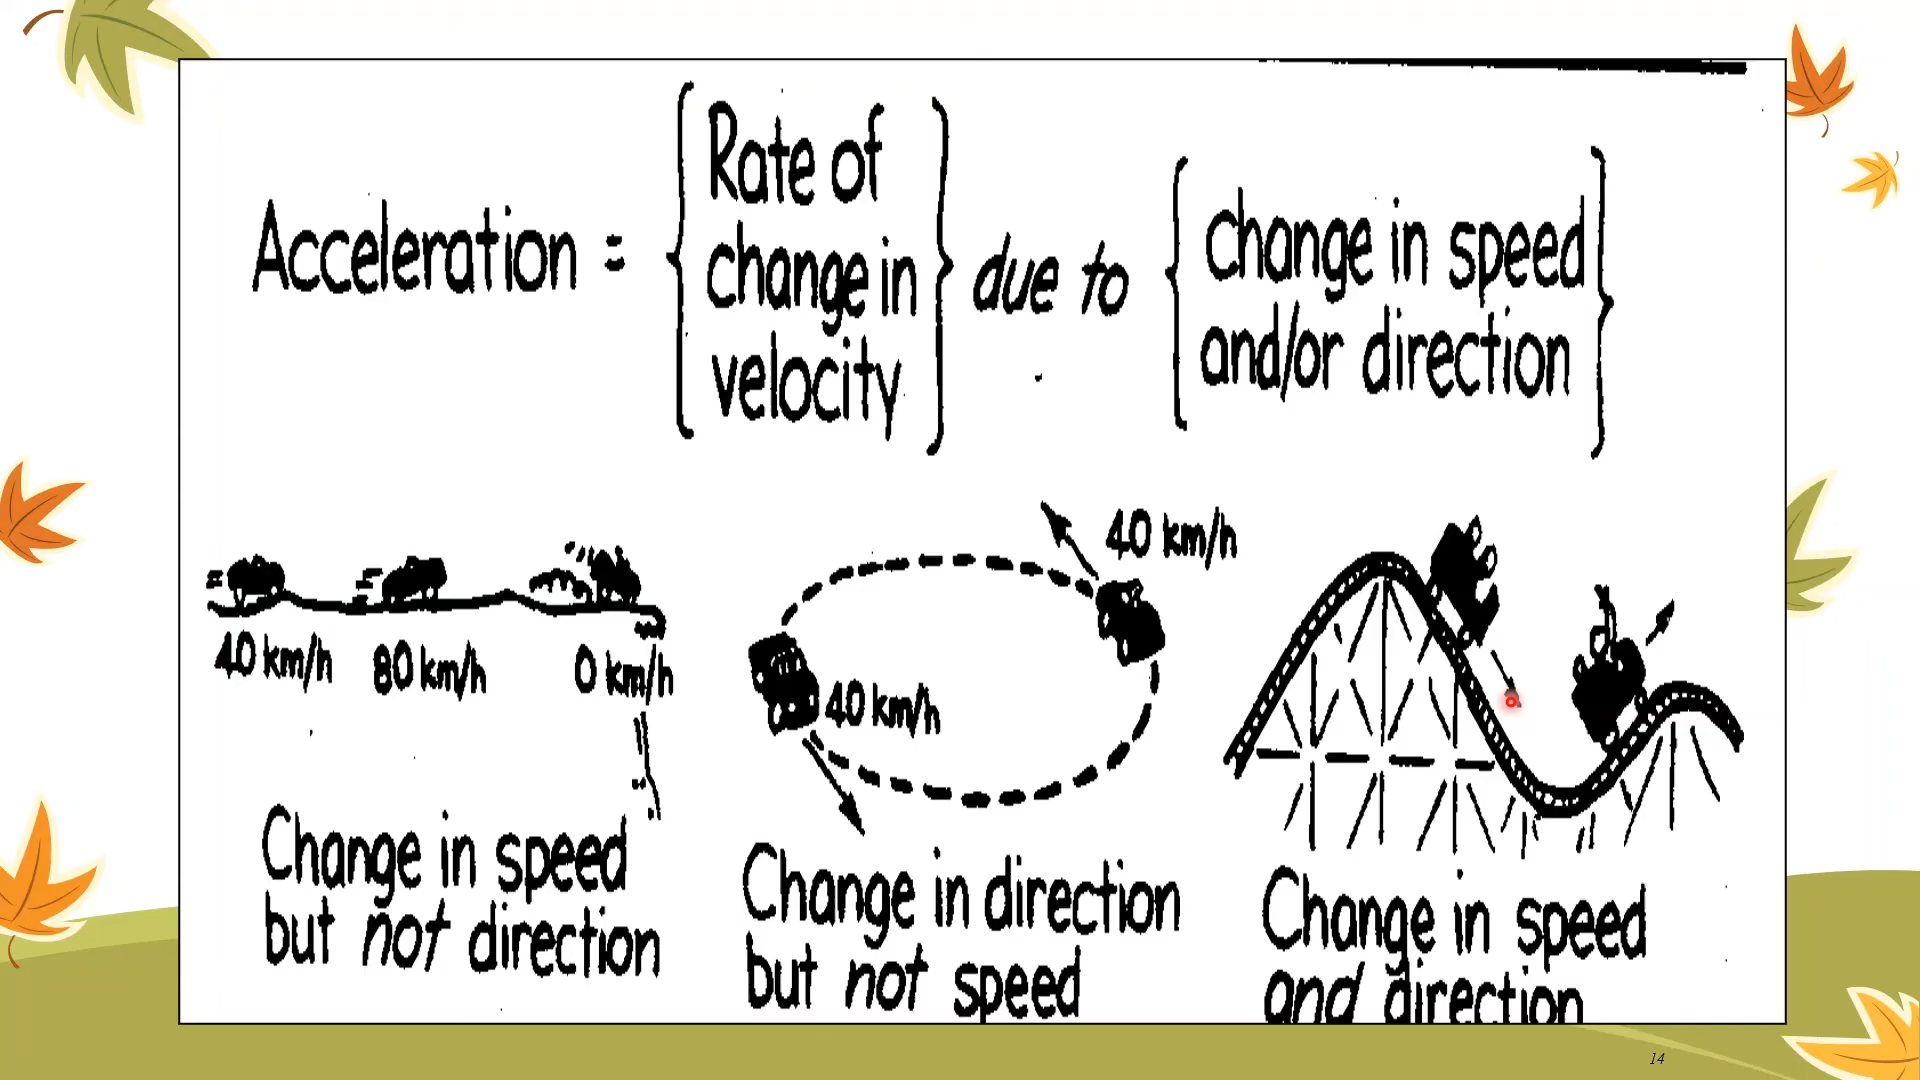 Acceleration = { Rate of change in velocity } due to { change in speed and/or direction }
40 km/h
80 km/h
0 km/h
40 km/h
40 km/h
Change in speed
but not direction
Change in direction
but not speed
Change in speed
and direction
14